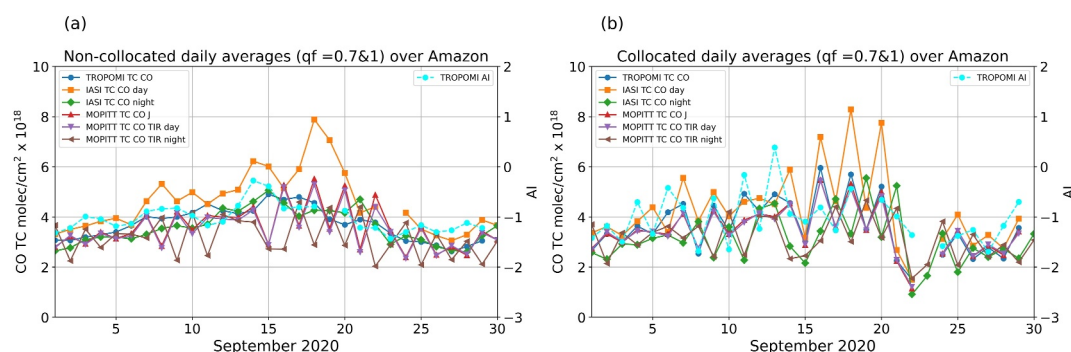 (a)
Non-collocated daily averages (qf =0.7&1) over Amazon
TROPOMI TC CO
IASI TC CO day
IASI TC CO night
MOPITT TC CO J
MOPITT TC CO TIR day
MOPITT TC CO TIR night
TROPOMI AI
CO TC molec/cm² x 10¹⁸
10
8
6
4
2
0
2
1
0
−1
−2
−3
AI
5 10 15 20 25 30
September 2020
(b)
Collocated daily averages (qf =0.7&1) over Amazon
TROPOMI TC CO
IASI TC CO day
IASI TC CO night
MOPITT TC CO J
MOPITT TC CO TIR day
MOPITT TC CO TIR night
TROPOMI AI
CO TC molec/cm² x 10¹⁸
10
8
6
4
2
0
2
1
0
−1
−2
−3
AI
5 10 15 20 25 30
September 2020